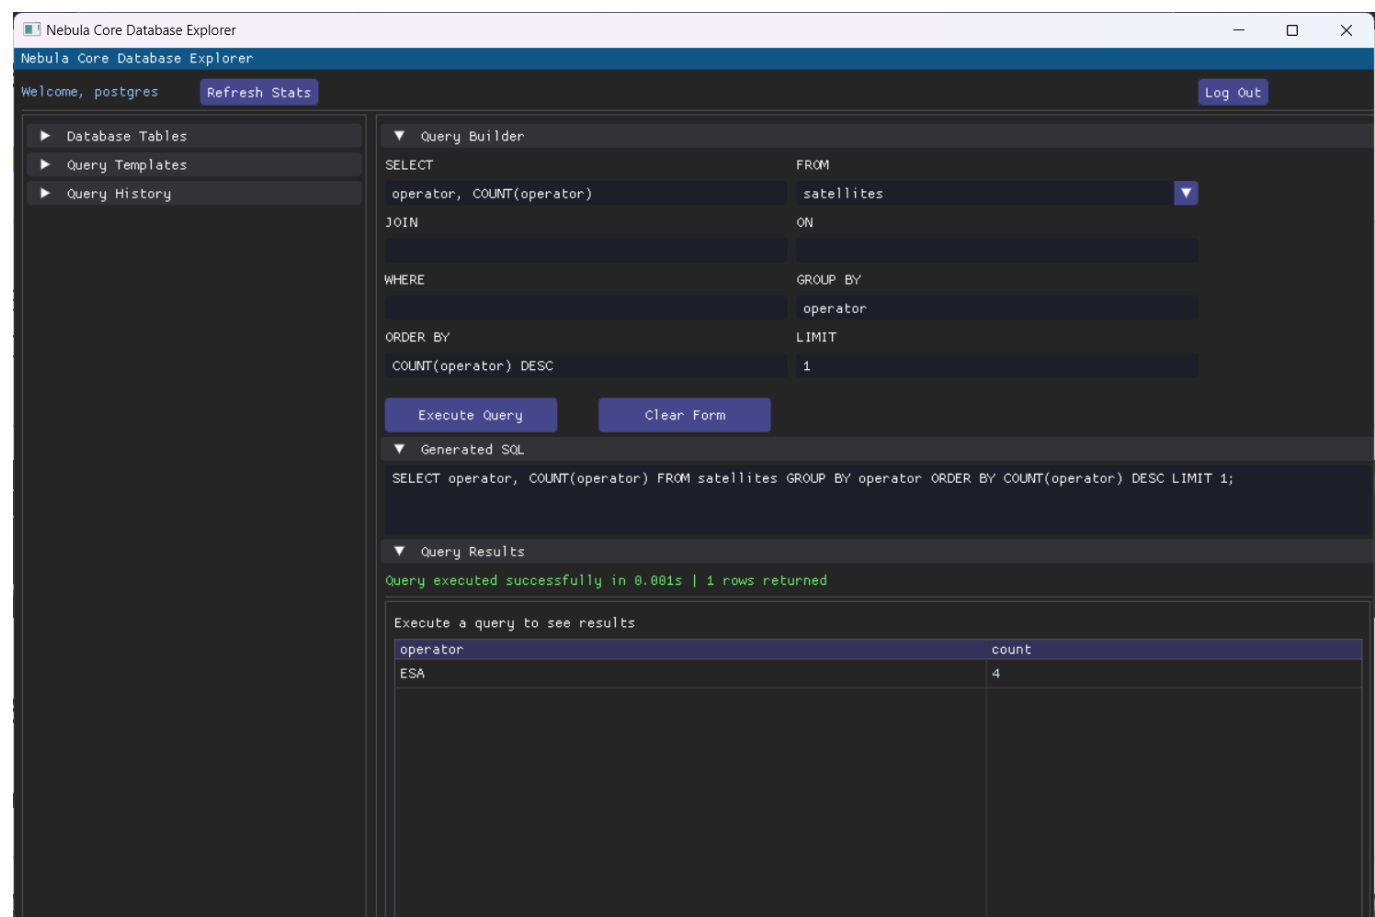 Nebula Core Database Explorer
Nebula Core Database Explorer
Welcome, postgres Refresh Stats Log Out
Database Tables
Query Templates
Query History
Query Builder
SELECT FROM
operator, COUNT(operator) satellites
JOIN ON
WHERE GROUP BY
operator
ORDER BY LIMIT
COUNT(operator) DESC 1
Execute Query Clear Form
Generated SQL
SELECT operator, COUNT(operator) FROM satellites GROUP BY operator ORDER BY COUNT(operator) DESC LIMIT 1;
Query Results
Query executed successfully in 0.001s | 1 rows returned
Execute a query to see results
operator count
ESA 4